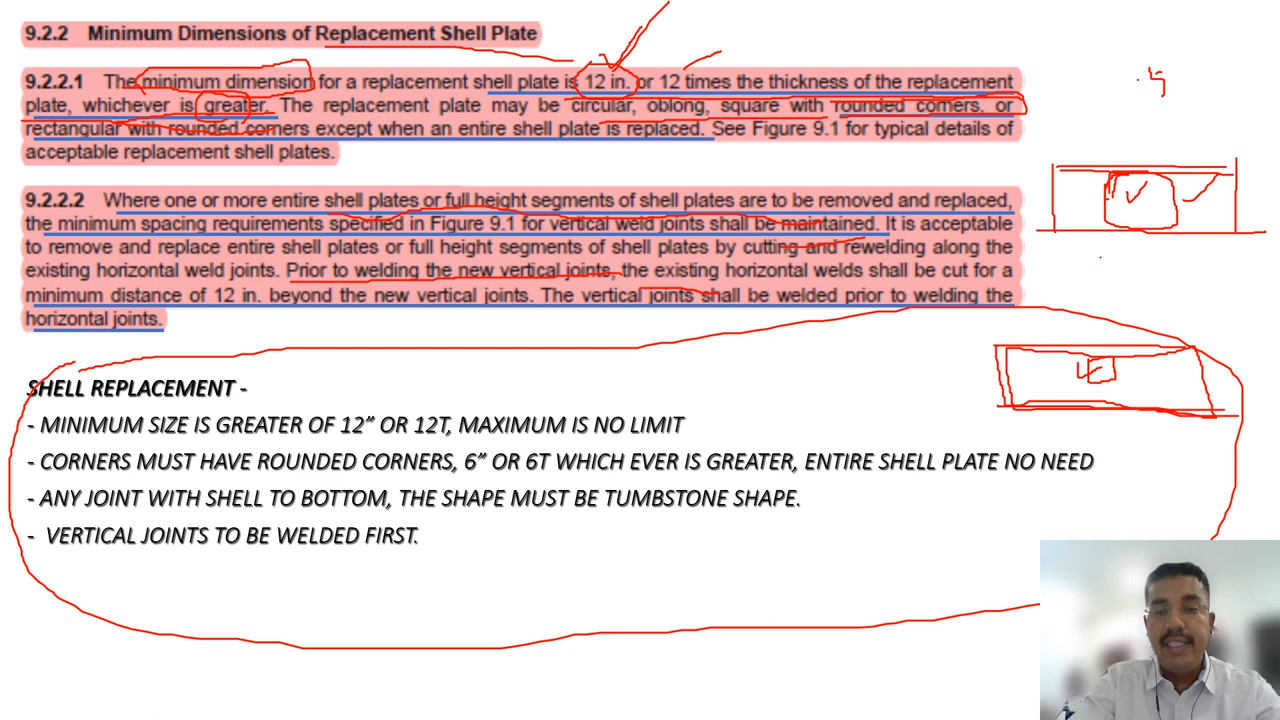 9.2.2 Minimum Dimensions of Replacement Shell Plate
9.2.2.1 The minimum dimension for a replacement shell plate is 12 in. or 12 times the thickness of the replacement
plate, whichever is greater. The replacement plate may be circular, oblong, square with rounded corners, or
rectangular with rounded corners except when an entire shell plate is replaced. See Figure 9.1 for typical details of
acceptable replacement shell plates.
9.2.2.2 Where one or more entire shell plates or full height segments of shell plates are to be removed and replaced,
the minimum spacing requirements specified in Figure 9.1 for vertical weld joints shall be maintained. It is acceptable
to remove and replace entire shell plates or full height segments of shell plates by cutting and rewelding along the
existing horizontal weld joints. Prior to welding the new vertical joints, the existing horizontal welds shall be cut for a
minimum distance of 12 in. beyond the new vertical joints. The vertical joints shall be welded prior to welding the
horizontal joints.
SHELL REPLACEMENT -
- MINIMUM SIZE IS GREATER OF 12” OR 12T, MAXIMUM IS NO LIMIT
- CORNERS MUST HAVE ROUNDED CORNERS, 6” OR 6T WHICH EVER IS GREATER, ENTIRE SHELL PLATE NO NEED
- ANY JOINT WITH SHELL TO BOTTOM, THE SHAPE MUST BE TUMBSTONE SHAPE.
- VERTICAL JOINTS TO BE WELDED FIRST.